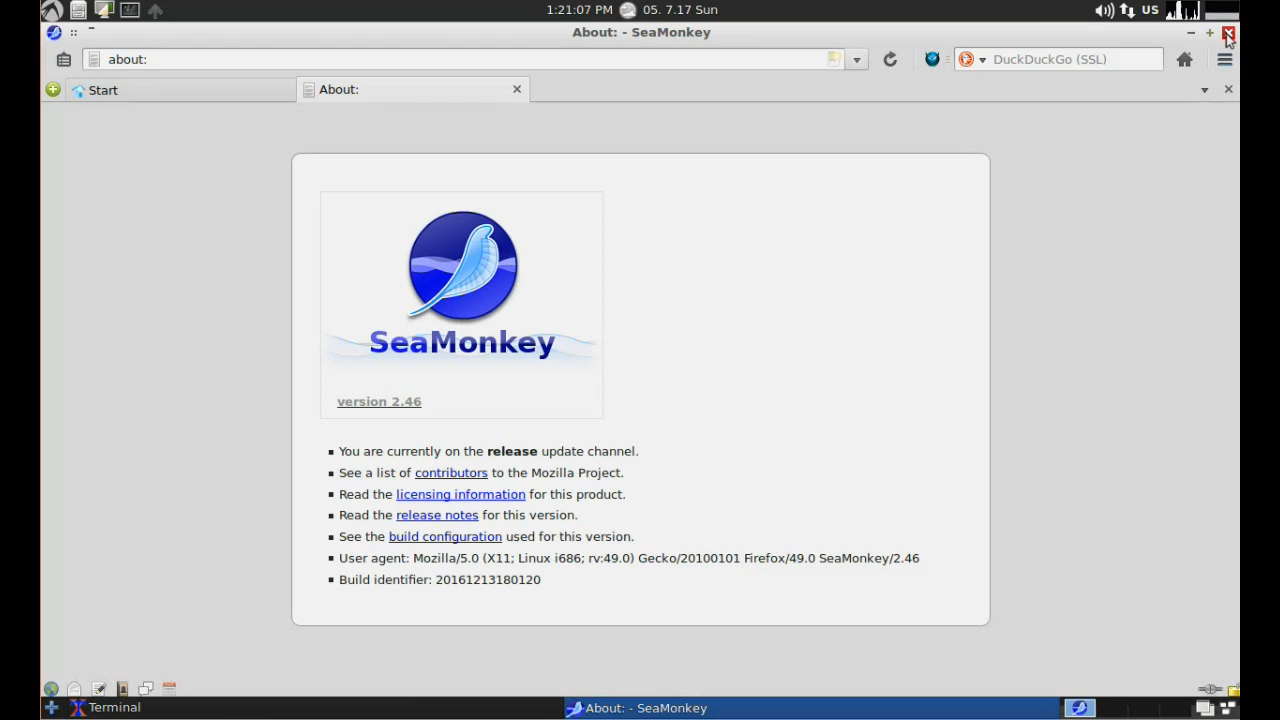 1:21:07 PM 05. 7.17 Sun US
About: - SeaMonkey
about: DuckDuckGo (SSL)
Start About:
SeaMonkey
version 2.46
You are currently on the release update channel.
See a list of contributors to the Mozilla Project.
Read the licensing information for this product.
Read the release notes for this version.
See the build configuration used for this version.
User agent: Mozilla/5.0 (X11; Linux i686; rv:49.0) Gecko/20100101 Firefox/49.0 SeaMonkey/2.46
Build identifier: 20161213180120
Terminal About: - SeaMonkey